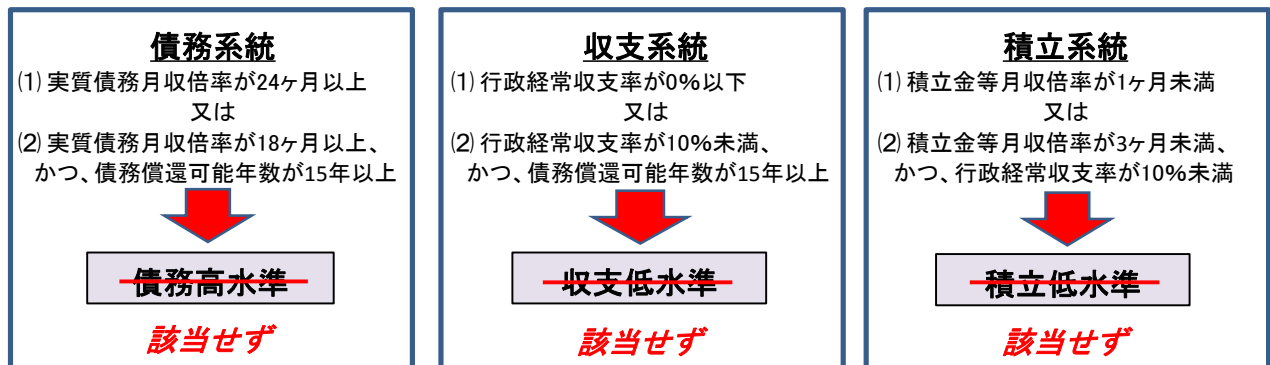 債務系統
⑴ 実質債務月収倍率が24ヶ月以上
又は
⑵ 実質債務月収倍率が18ヶ月以上、
かつ、債務償還可能年数が15年以上
債務高水準
該当せず
収支系統
⑴ 行政経常収支率が0%以下
又は
⑵ 行政経常収支率が10%未満、
かつ、債務償還可能年数が15年以上
収支低水準
該当せず
積立系統
⑴ 積立金等月収倍率が1ヶ月未満
又は
⑵ 積立金等月収倍率が3ヶ月未満、
かつ、行政経常収支率が10%未満
積立低水準
該当せず